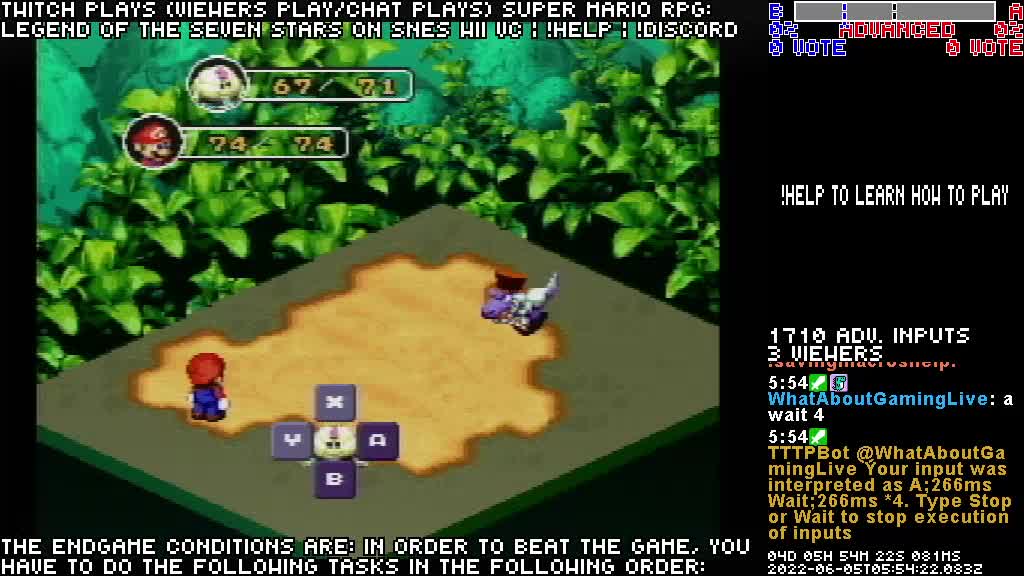 TWITCH PLAYS (VIEWERS PLAY/CHAT PLAYS) SUPER MARIO RPG:
LEGEND OF THE SEVEN STARS ON SNES WII VC : !HELP : !DISCORD
B A
0% ADVANCED 0%
0 VOTE 0 VOTE
67/ 71
74- 74
!HELP TO LEARN HOW TO PLAY
X
Y A
B
1710 ADV. INPUTS
3 VIEWERS
!savingmacroshelp.
5:54
WhatAboutGamingLive: a
wait 4
5:54
TTTPBot @WhatAboutGa
mingLive Your input was
interpreted as A;266ms
Wait;266ms *4. Type Stop
or Wait to stop execution
of inputs
04D 05H 54M 22S 081MS
2022-06-05T05:54:22.083Z
THE ENDGAME CONDITIONS ARE: IN ORDER TO BEAT THE GAME, YOU
HAVE TO DO THE FOLLOWING TASKS IN THE FOLLOWING ORDER: